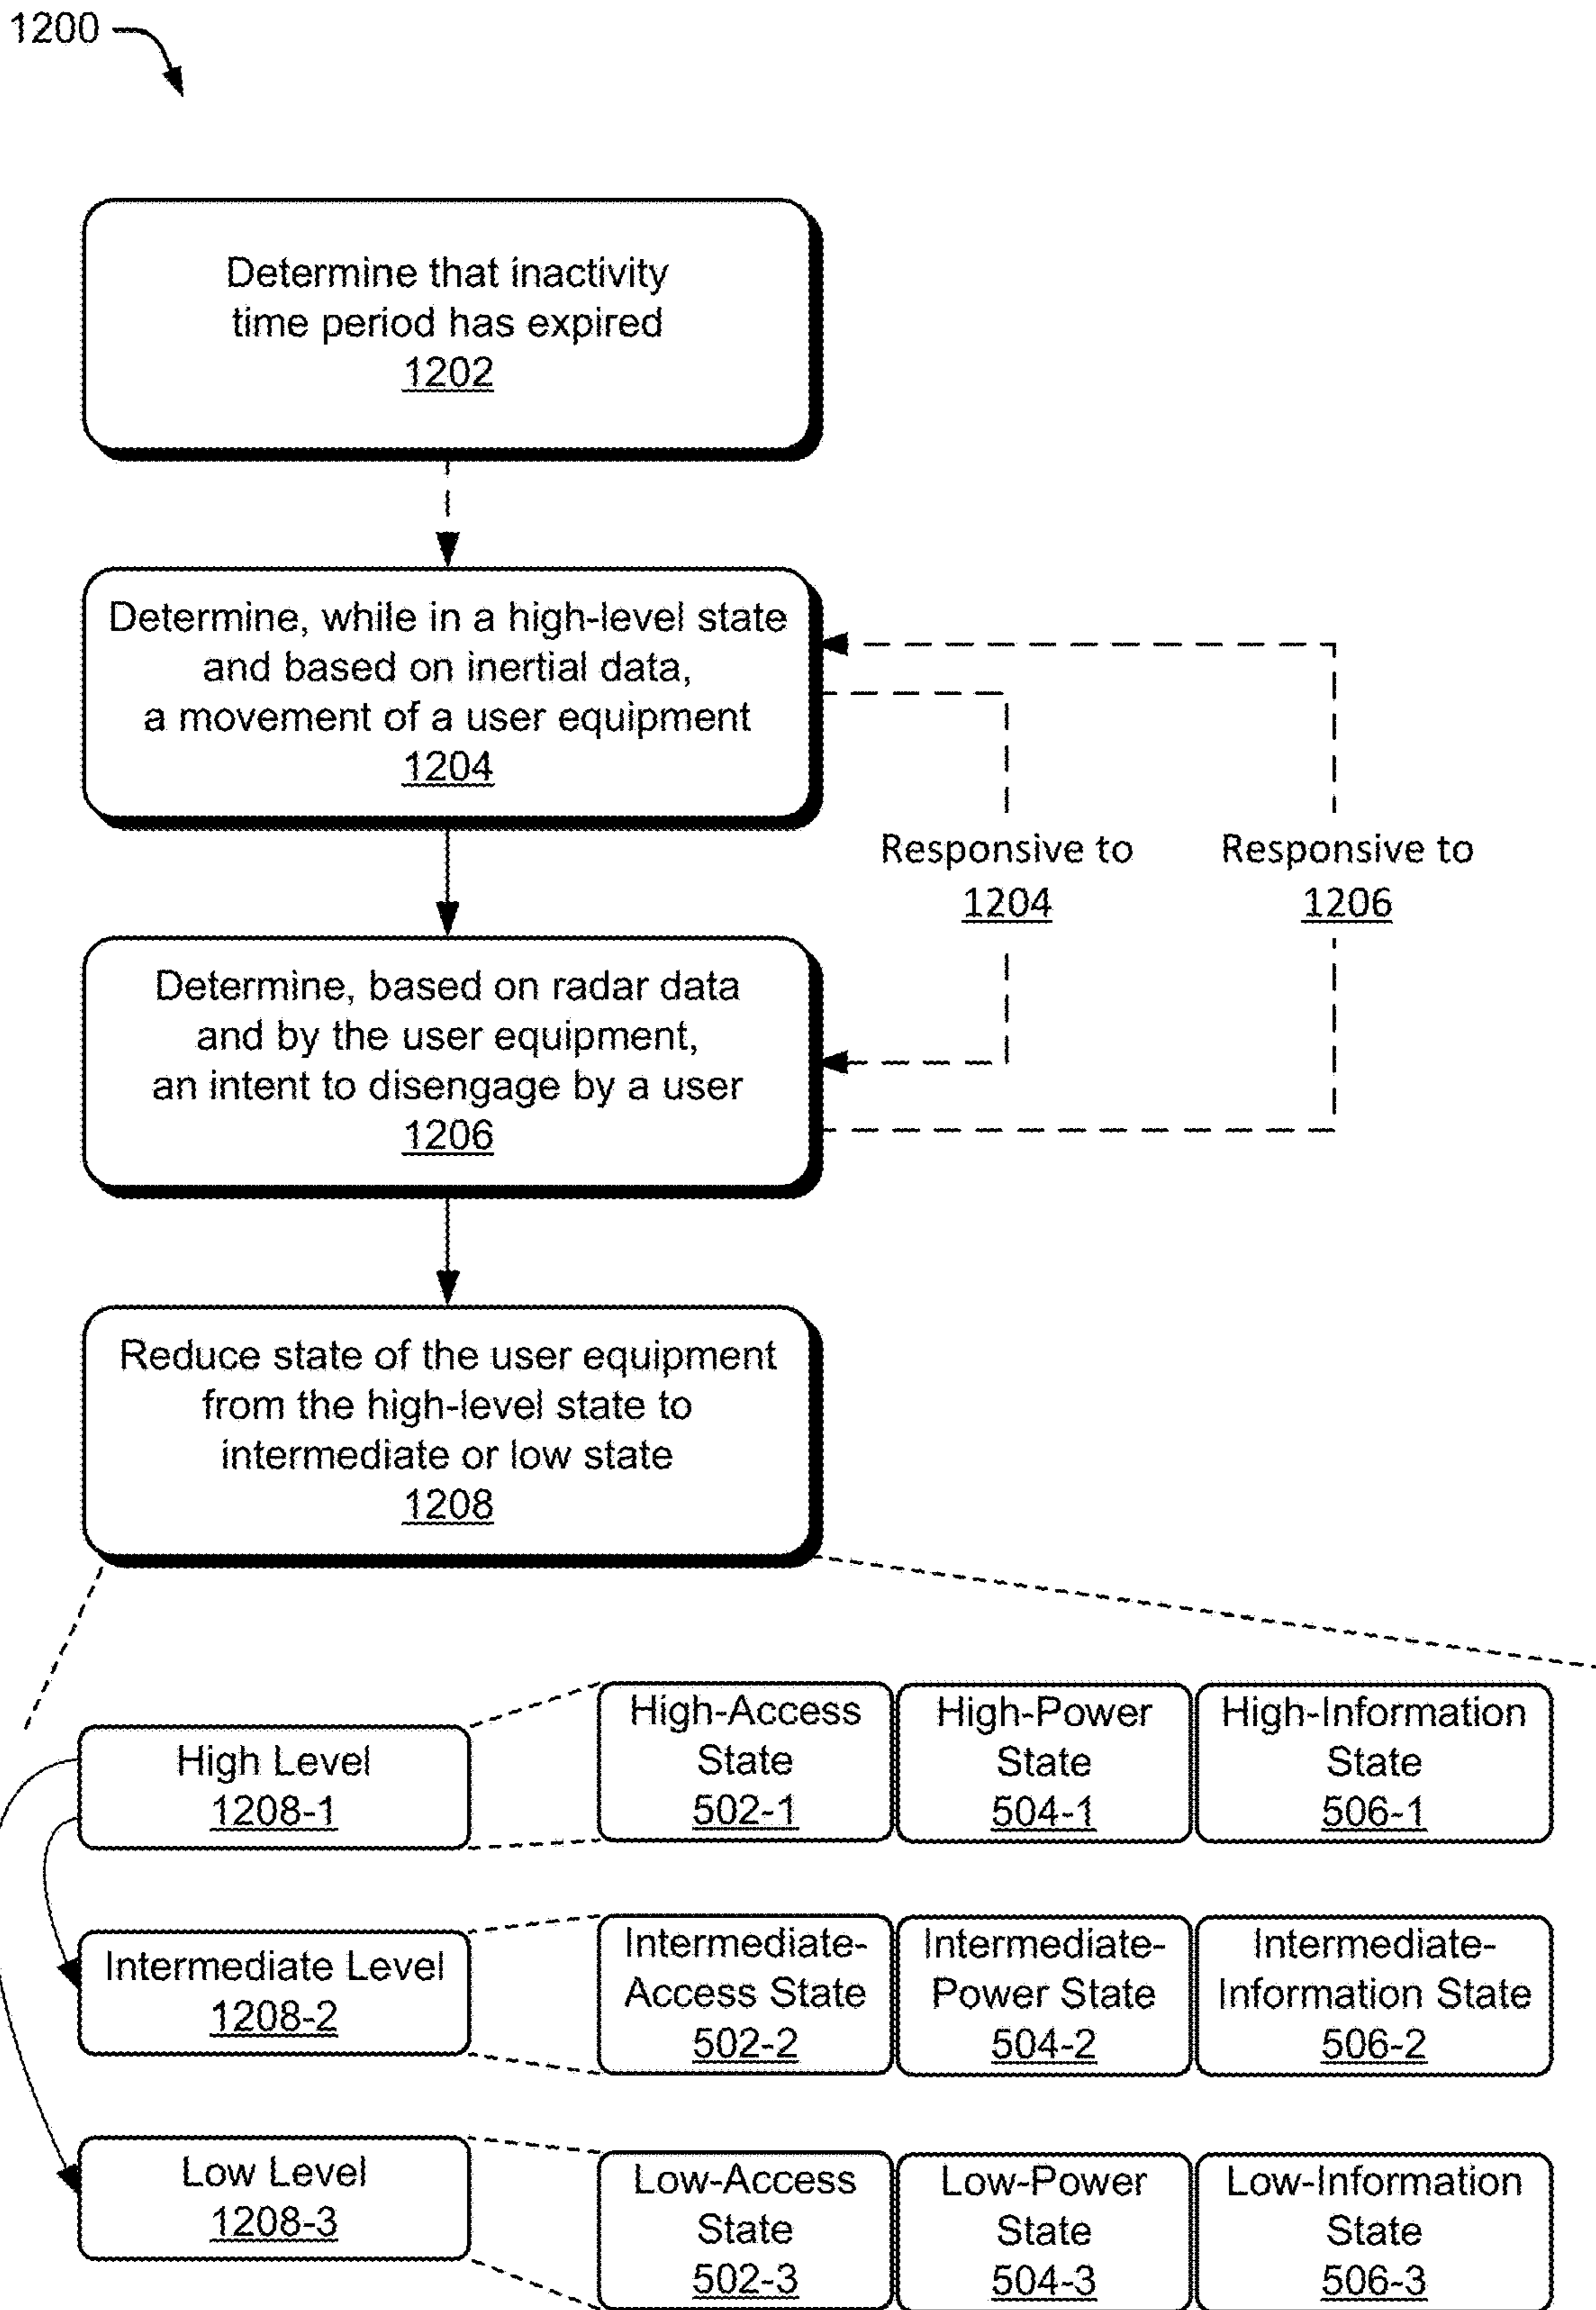 1200
Determine that inactivity
time period has expired
1202
Determine, while in a high-level state
and based on inertial data,
a movement of a user equipment
1204
Responsive to
1204
Responsive to
1206
Determine, based on radar data
and by the user equipment,
an intent to disengage by a user
1206
Reduce state of the user equipment
from the high-level state to
intermediate or low state
1208
High Level
1208-1
High-Access
State
502-1
High-Power
State
504-1
High-Information
State
506-1
Intermediate Level
1208-2
Intermediate-
Access State
502-2
Intermediate-
Power State
504-2
Intermediate-
Information State
506-2
Low Level
1208-3
Low-Access
State
502-3
Low-Power
State
504-3
Low-Information
State
506-3